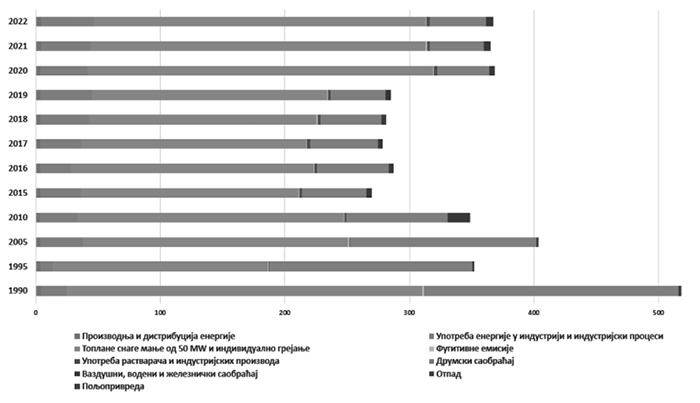 2022
2021
2020
2019
2018
2017
2016
2015
2010
2005
1995
1990
0 100 200 300 400 500
Производња и дистрибуција енергије
Употреба енергије у индустрији и индустријски процеси
Топлане снаге мање од 50 MW и индивидуално грејање
Фугитивне емисије
Употреба растварача и индустријских производа
Друмски саобраћај
Ваздушни, водени и железнички саобраћај
Отпад
Пољопривреда